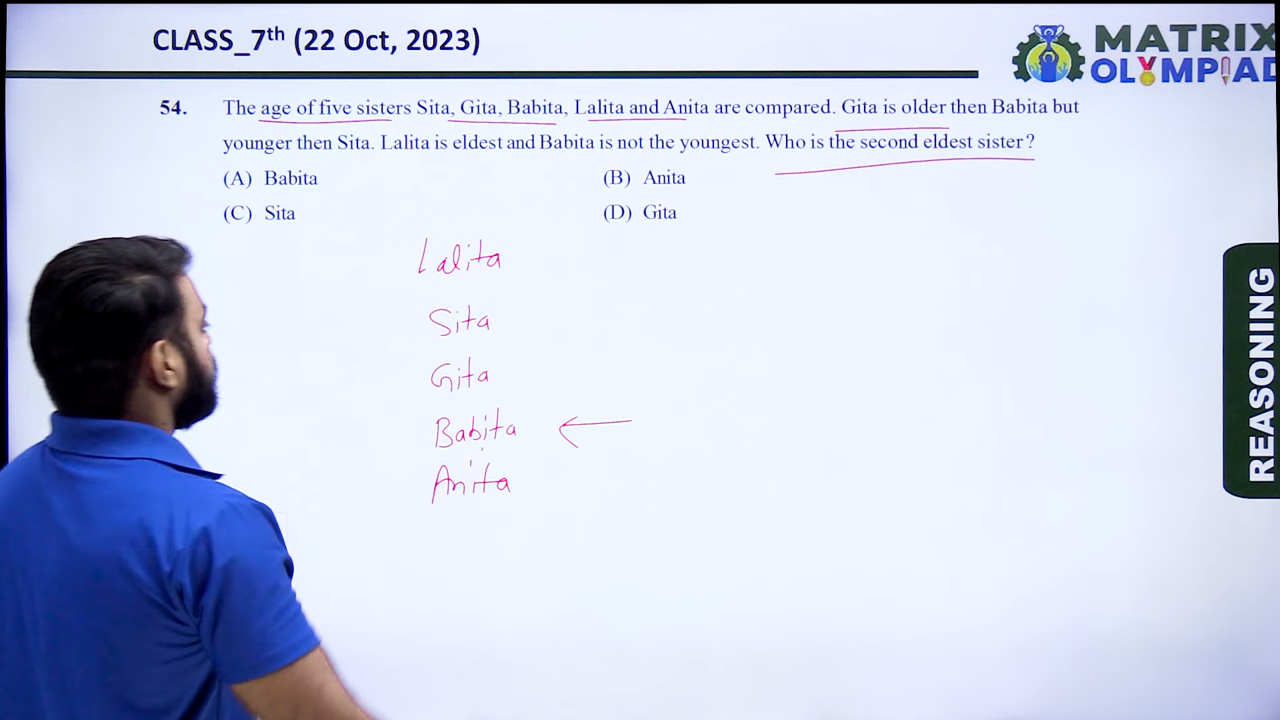 CLASS_7th (22 Oct, 2023)
MATRIX
OLYMPIAD
54. The age of five sisters Sita, Gita, Babita, Lalita and Anita are compared. Gita is older then Babita but
younger then Sita. Lalita is eldest and Babita is not the youngest. Who is the second eldest sister?
(A) Babita (B) Anita
(C) Sita (D) Gita
Lalita
Sita
Gita
Babita
Anita
REASONING